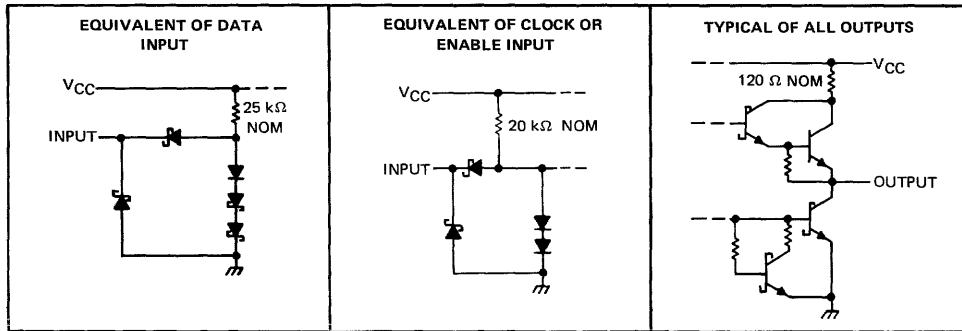 EQUIVALENT OF DATA
INPUT
VCC
25 kΩ
NOM
INPUT
EQUIVALENT OF CLOCK OR
ENABLE INPUT
VCC
20 kΩ NOM
INPUT
TYPICAL OF ALL OUTPUTS
VCC
120 Ω NOM
OUTPUT